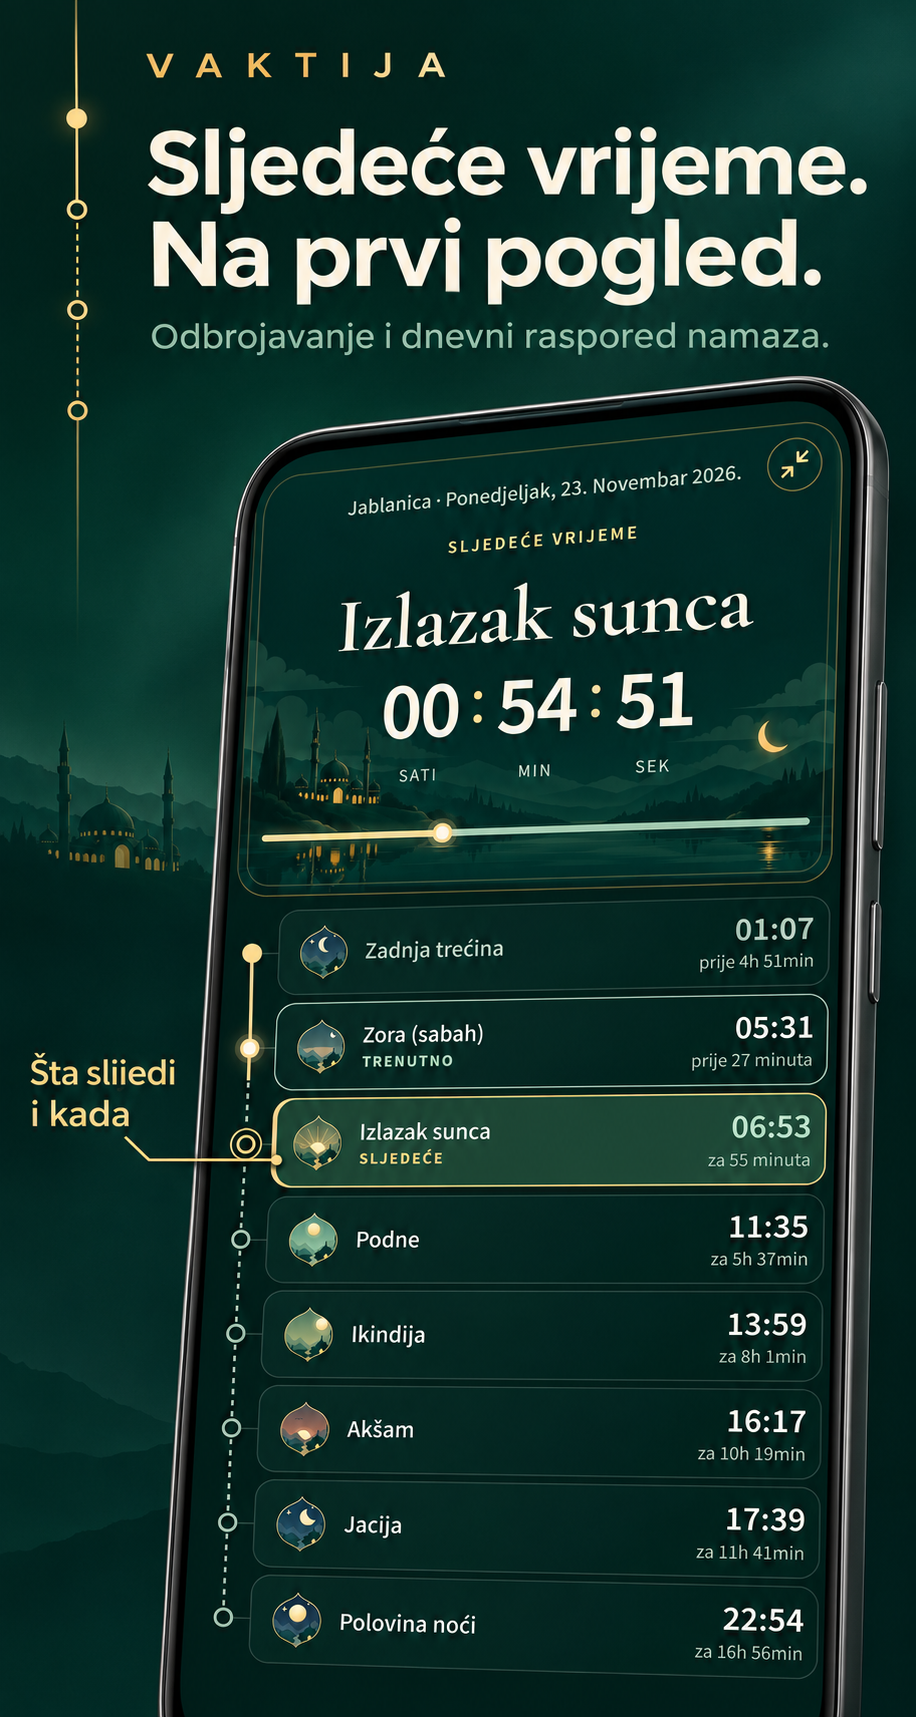 VAKTIJA
Sljedeće vrijeme.
Na prvi pogled.
Odbrojavanje i dnevni raspored namaza.
Jablanica · Ponedjeljak, 23. Novembar 2026.
SLJEDEĆE VRIJEME
Izlazak sunca
00 : 54 : 51
SATI MIN SEK
Zadnja trećina
01:07
prije 4h 51min
Zora (sabah)
TRENUTNO
05:31
prije 27 minuta
Šta sliiedi
i kada
Izlazak sunca
SLJEDEĆE
06:53
za 55 minuta
Podne
11:35
za 5h 37min
Ikindija
13:59
za 8h 1min
Akšam
16:17
za 10h 19min
Jacija
17:39
za 11h 41min
Polovina noći
22:54
za 16h 56min